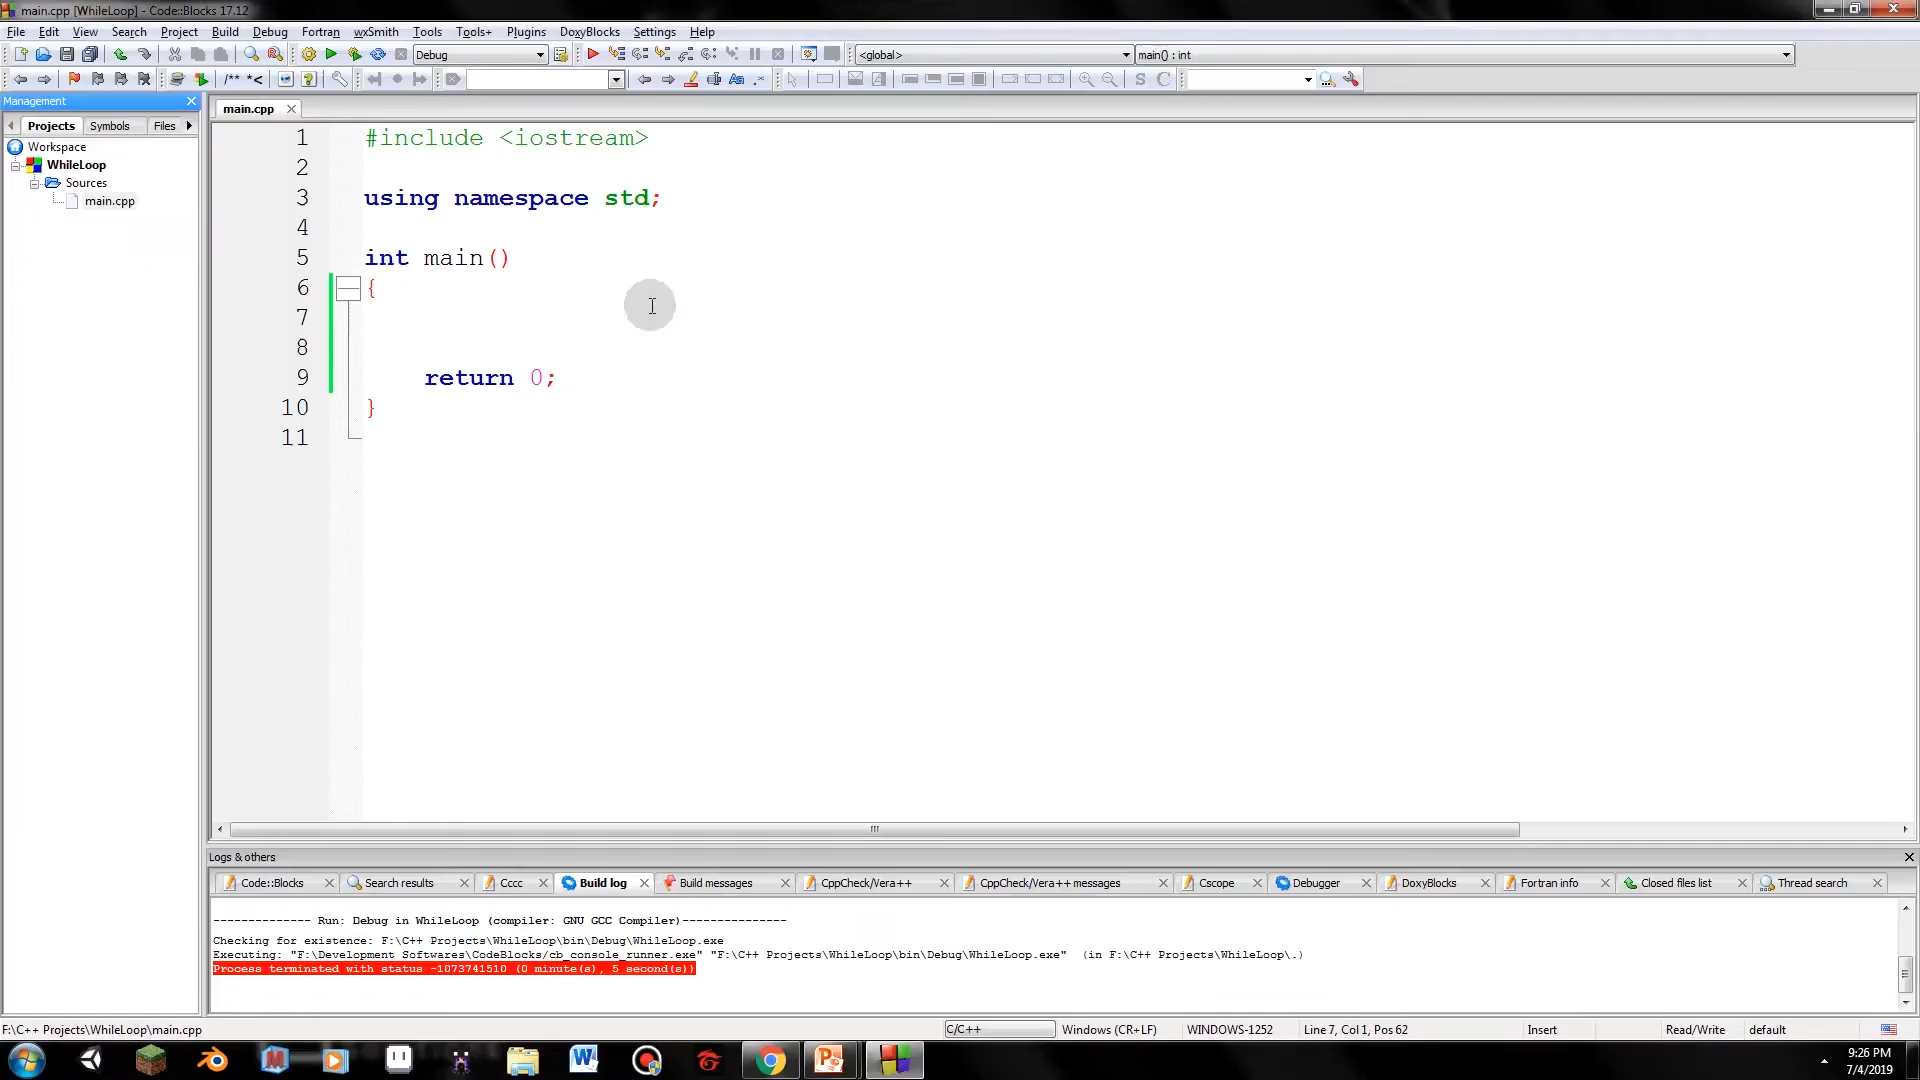 main.cpp [WhileLoop] - Code::Blocks 17.12
File Edit View Search Project Build Debug Fortran wxSmith Tools Tools+ Plugins DoxyBlocks Settings Help
Debug <global> main() : int
/** *<
Management
Projects Symbols Files
main.cpp
Workspace
WhileLoop
Sources
main.cpp
1 #include <iostream>
2
3 using namespace std;
4
5 int main()
6 {
7
8
9 return 0;
10 }
11
Logs & others
Code::Blocks Search results Cccc Build log Build messages CppCheck/Vera++ CppCheck/Vera++ messages Cscope Debugger DoxyBlocks Fortran info Closed files list Thread search
-------------- Run: Debug in WhileLoop (compiler: GNU GCC Compiler)---------------
Checking for existence: F:\C++ Projects\WhileLoop\bin\Debug\WhileLoop.exe
Executing: "F:\Development Softwares\CodeBlocks/cb_console_runner.exe" "F:\C++ Projects\WhileLoop\bin\Debug\WhileLoop.exe"  (in F:\C++ Projects\WhileLoop\.)
Process terminated with status -1073741510 (0 minute(s), 5 second(s))
F:\C++ Projects\WhileLoop\main.cpp C/C++ Windows (CR+LF) WINDOWS-1252 Line 7, Col 1, Pos 62 Insert Read/Write default
9:26 PM
7/4/2019